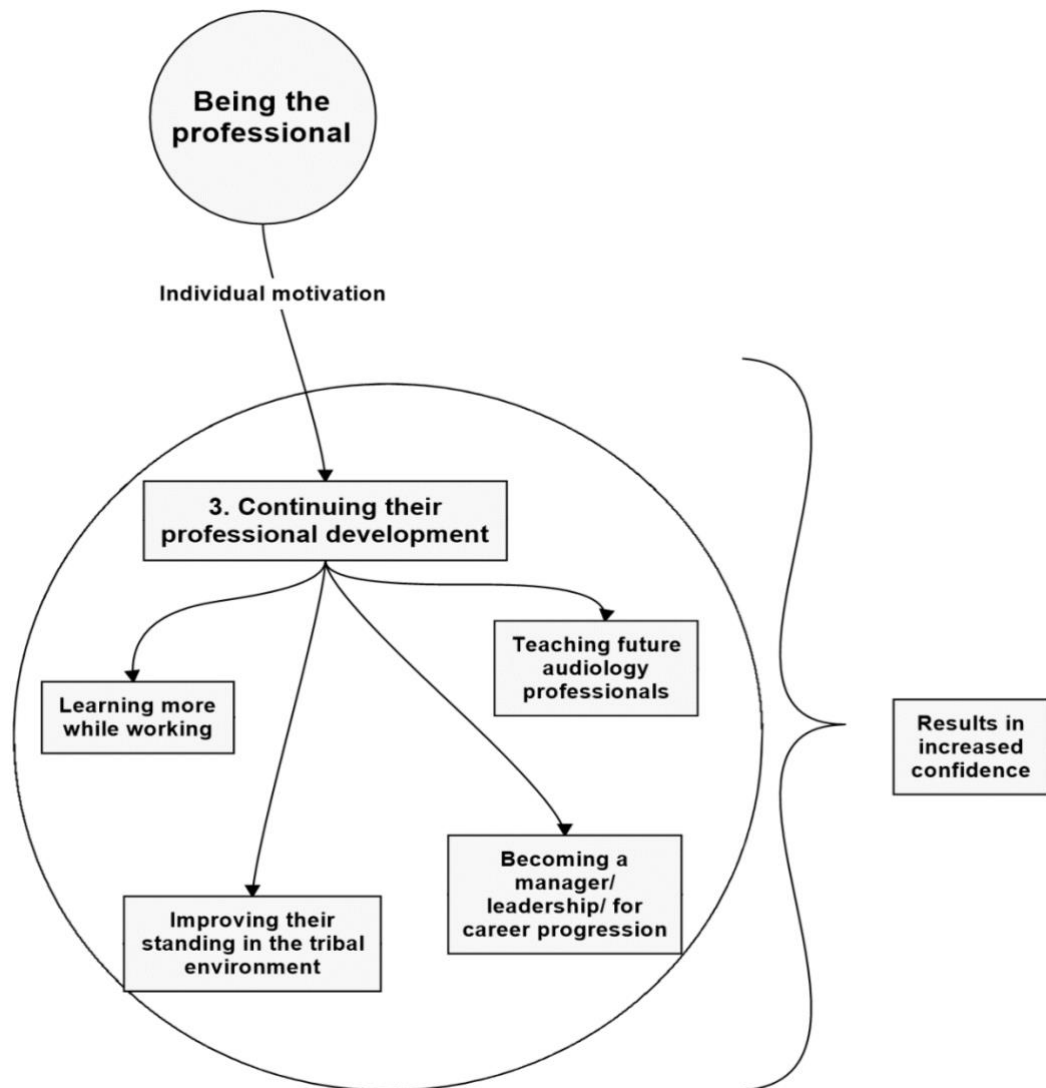 Being the
professional
Individual motivation
3. Continuing their
professional development
Teaching future
audiology
professionals
Learning more
while working
Results in
increased
confidence
Becoming a
manager/
leadership/ for
career progression
Improving their
standing in the tribal
environment